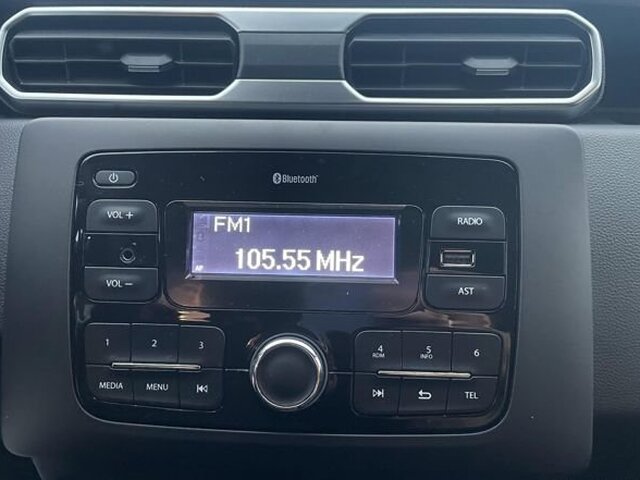 Bluetooth
VOL +
FM1
RADIO
105.55 MHz
VOL −
AST
1 2 3
4 5 6
RDM INFO
MEDIA MENU
TEL